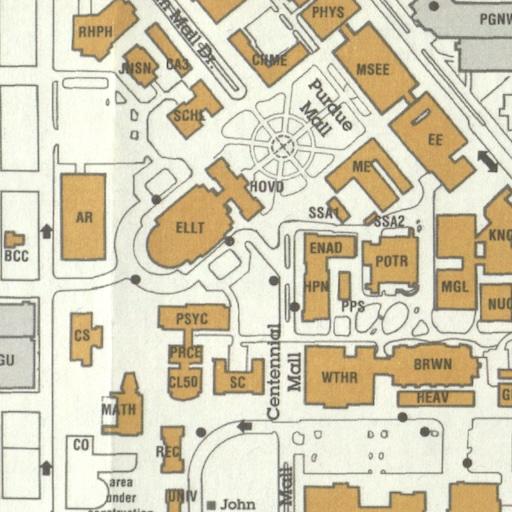 PHYS
PGNW
RHPH
n Mall Dr.
CA3
JNSN
CHME
MSEE
SCHL
Purdue
Mall
EE
ME
HOVD
AR
SSA1
SSA2
ELLT
KNO
ENAD
BCC
POTR
HPN
MGL
PPS
NUC
PSYC
CS
PRCE
GU
CL50
SC
Centennial
Mall
WTHR
BRWN
HEAV
MATH
CO
REC
area
under
UNIV
John
Mall